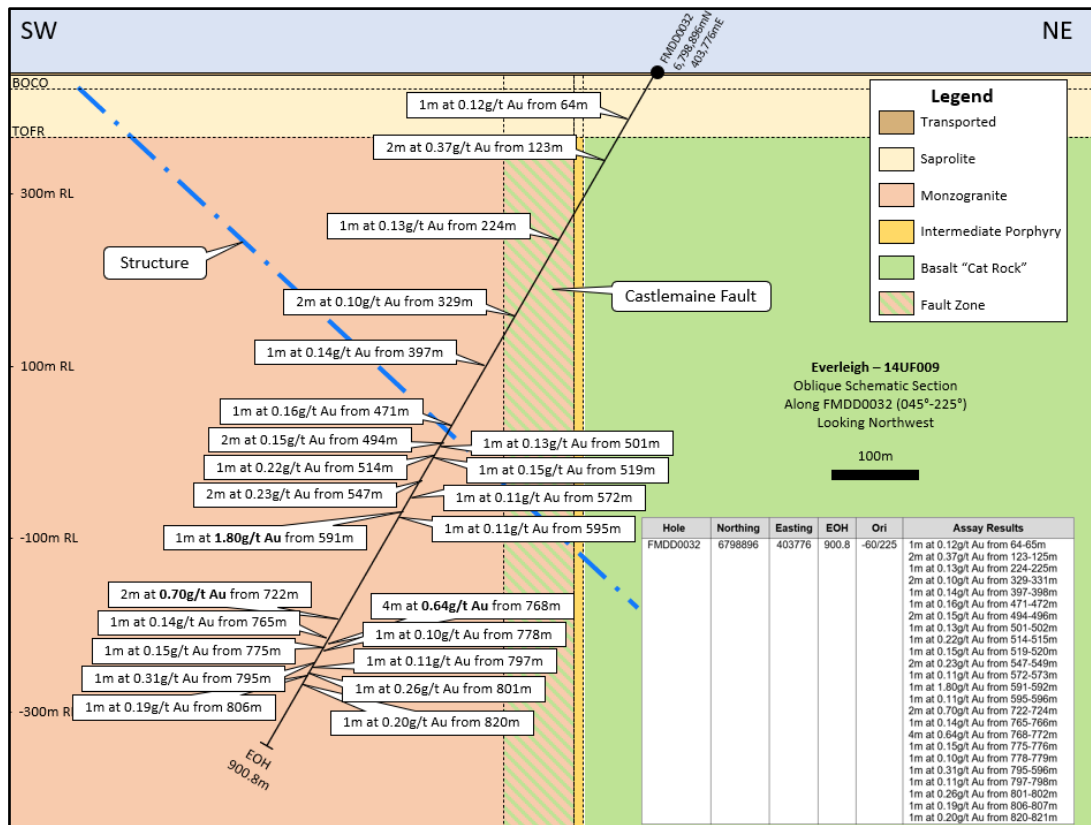 SW
NE
FMDD0032
6,798,896mN
403,776mE
BOCO
TOFR
300m RL
100m RL
-100m RL
-300m RL
1m at 0.12g/t Au from 64m
2m at 0.37g/t Au from 123m
1m at 0.13g/t Au from 224m
Structure
Castlemaine Fault
2m at 0.10g/t Au from 329m
1m at 0.14g/t Au from 397m
1m at 0.16g/t Au from 471m
2m at 0.15g/t Au from 494m
1m at 0.13g/t Au from 501m
1m at 0.22g/t Au from 514m
1m at 0.15g/t Au from 519m
2m at 0.23g/t Au from 547m
1m at 0.11g/t Au from 572m
1m at 1.80g/t Au from 591m
1m at 0.11g/t Au from 595m
2m at 0.70g/t Au from 722m
4m at 0.64g/t Au from 768m
1m at 0.14g/t Au from 765m
1m at 0.10g/t Au from 778m
1m at 0.15g/t Au from 775m
1m at 0.11g/t Au from 797m
1m at 0.31g/t Au from 795m
1m at 0.26g/t Au from 801m
1m at 0.19g/t Au from 806m
1m at 0.20g/t Au from 820m
EOH
900.8m
Legend
Transported
Saprolite
Monzogranite
Intermediate Porphyry
Basalt “Cat Rock”
Fault Zone
Everleigh – 14UF009
Oblique Schematic Section
Along FMDD0032 (045°-225°)
Looking Northwest
100m
Hole Northing Easting EOH Ori Assay Results
FMDD0032 6798896 403776 900.8 -60/225 1m at 0.12g/t Au from 64-65m
2m at 0.37g/t Au from 123-125m
1m at 0.13g/t Au from 224-225m
2m at 0.10g/t Au from 329-331m
1m at 0.14g/t Au from 397-398m
1m at 0.16g/t Au from 471-472m
2m at 0.15g/t Au from 494-496m
1m at 0.13g/t Au from 501-502m
1m at 0.22g/t Au from 514-515m
1m at 0.15g/t Au from 519-520m
2m at 0.23g/t Au from 547-549m
1m at 0.11g/t Au from 572-573m
1m at 1.80g/t Au from 591-592m
1m at 0.11g/t Au from 595-596m
2m at 0.70g/t Au from 722-724m
1m at 0.14g/t Au from 765-766m
4m at 0.64g/t Au from 768-772m
1m at 0.15g/t Au from 775-776m
1m at 0.10g/t Au from 778-779m
1m at 0.31g/t Au from 795-596m
1m at 0.11g/t Au from 797-798m
1m at 0.26g/t Au from 801-802m
1m at 0.19g/t Au from 806-807m
1m at 0.20g/t Au from 820-821m